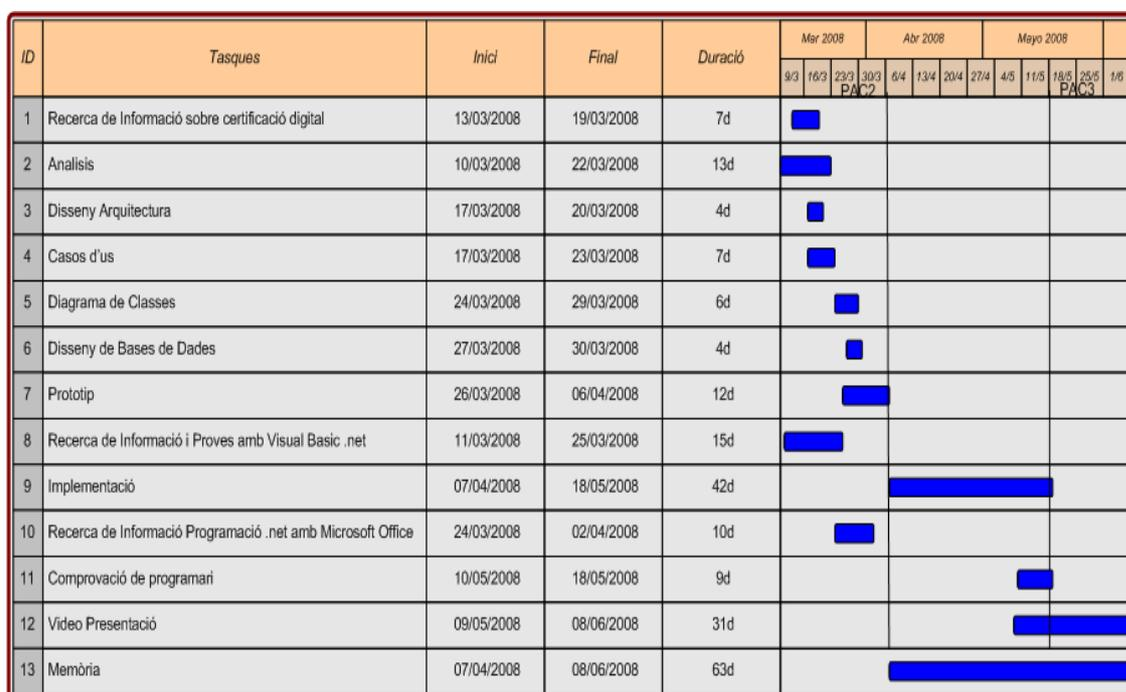 ID Tasques Inici Final Duració Mar 2008 Abr 2008 Mayo 2008
9/3 16/3 23/3 30/3 6/4 13/4 20/4 27/4 4/5 11/5 18/5 25/5 1/6
PAC2 PAC3
1 Recerca de Informació sobre certificació digital 13/03/2008 19/03/2008 7d
2 Analisis 10/03/2008 22/03/2008 13d
3 Disseny Arquitectura 17/03/2008 20/03/2008 4d
4 Casos d'us 17/03/2008 23/03/2008 7d
5 Diagrama de Classes 24/03/2008 29/03/2008 6d
6 Disseny de Bases de Dades 27/03/2008 30/03/2008 4d
7 Prototip 26/03/2008 06/04/2008 12d
8 Recerca de Informació i Proves amb Visual Basic .net 11/03/2008 25/03/2008 15d
9 Implementació 07/04/2008 18/05/2008 42d
10 Recerca de Informació Programació .net amb Microsoft Office 24/03/2008 02/04/2008 10d
11 Comprovació de programari 10/05/2008 18/05/2008 9d
12 Video Presentació 09/05/2008 08/06/2008 31d
13 Memòria 07/04/2008 08/06/2008 63d